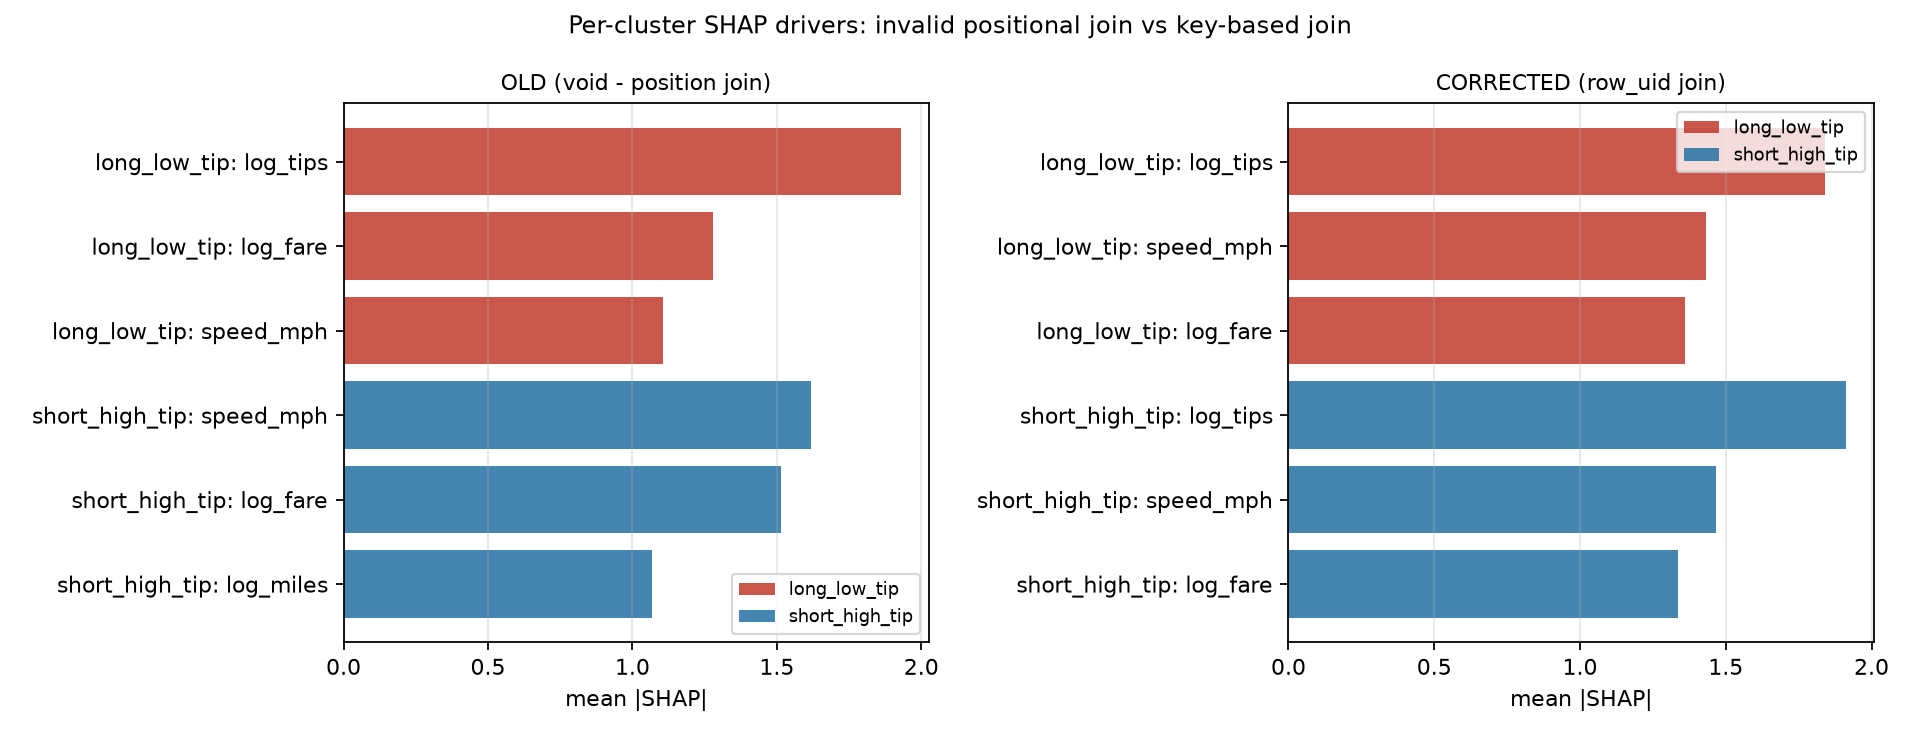 Per-cluster SHAP drivers: invalid positional join vs key-based join
OLD (void - position join)
long_low_tip: log_tips
long_low_tip: log_fare
long_low_tip: speed_mph
short_high_tip: speed_mph
short_high_tip: log_fare
short_high_tip: log_miles
long_low_tip
short_high_tip
0.0 0.5 1.0 1.5 2.0
mean |SHAP|
CORRECTED (row_uid join)
long_low_tip
short_high_tip
long_low_tip: log_tips
long_low_tip: speed_mph
long_low_tip: log_fare
short_high_tip: log_tips
short_high_tip: speed_mph
short_high_tip: log_fare
0.0 0.5 1.0 1.5 2.0
mean |SHAP|